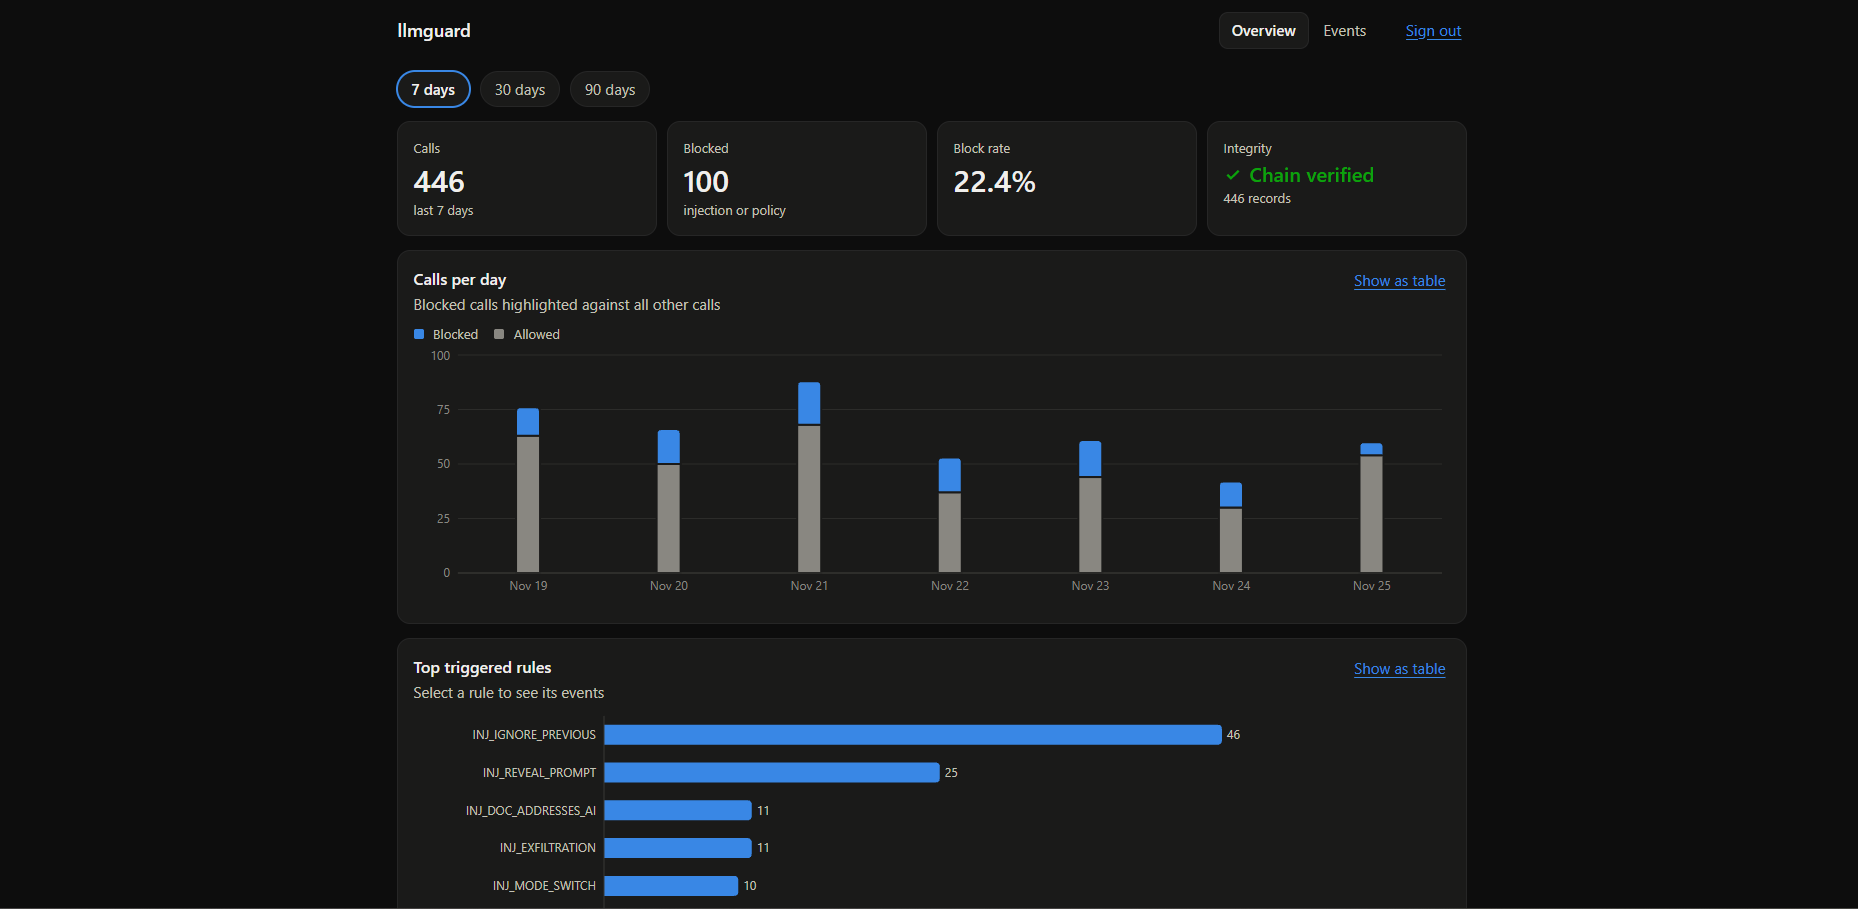 llmguard
Overview Events Sign out
7 days 30 days 90 days
Calls
446
last 7 days
Blocked
100
injection or policy
Block rate
22.4%
Integrity
✓ Chain verified
446 records
Calls per day
Show as table
Blocked calls highlighted against all other calls
Blocked Allowed
100
75
50
25
0
Nov 19 Nov 20 Nov 21 Nov 22 Nov 23 Nov 24 Nov 25
Top triggered rules
Show as table
Select a rule to see its events
INJ_IGNORE_PREVIOUS 46
INJ_REVEAL_PROMPT 25
INJ_DOC_ADDRESSES_AI 11
INJ_EXFILTRATION 11
INJ_MODE_SWITCH 10